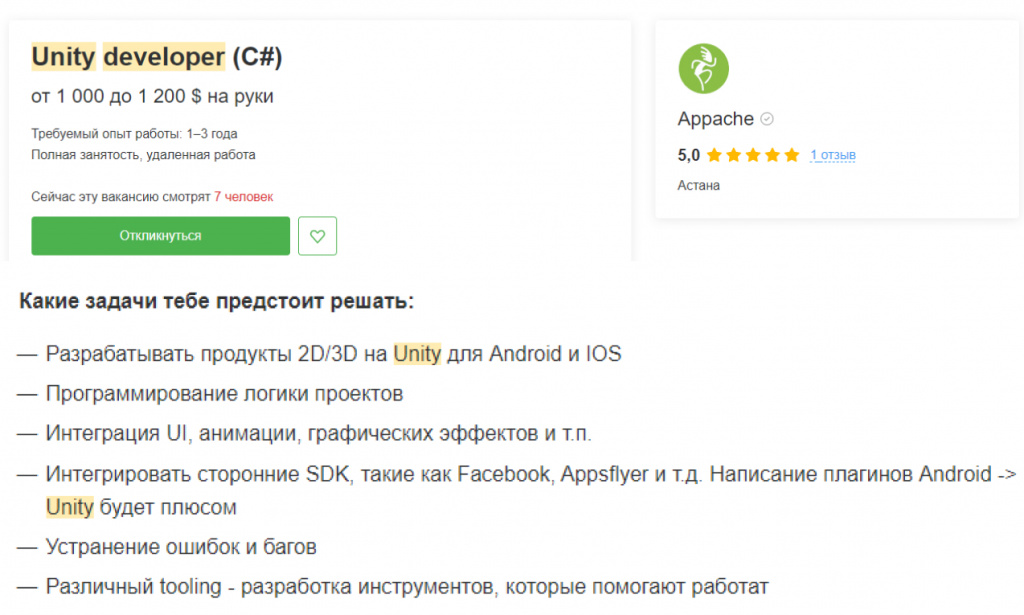 Unity developer (C#)
от 1 000 до 1 200 $ на руки
Требуемый опыт работы: 1–3 года
Полная занятость, удаленная работа
Сейчас эту вакансию смотрят 7 человек
Откликнуться
Appache
5,0 1 отзыв
Астана
Какие задачи тебе предстоит решать:
— Разрабатывать продукты 2D/3D на Unity для Android и IOS
— Программирование логики проектов
— Интеграция UI, анимации, графических эффектов и т.п.
— Интегрировать сторонние SDK, такие как Facebook, Appsflyer и т.д. Написание плагинов Android ->
Unity будет плюсом
— Устранение ошибок и багов
— Различный tooling - разработка инструментов, которые помогают работат